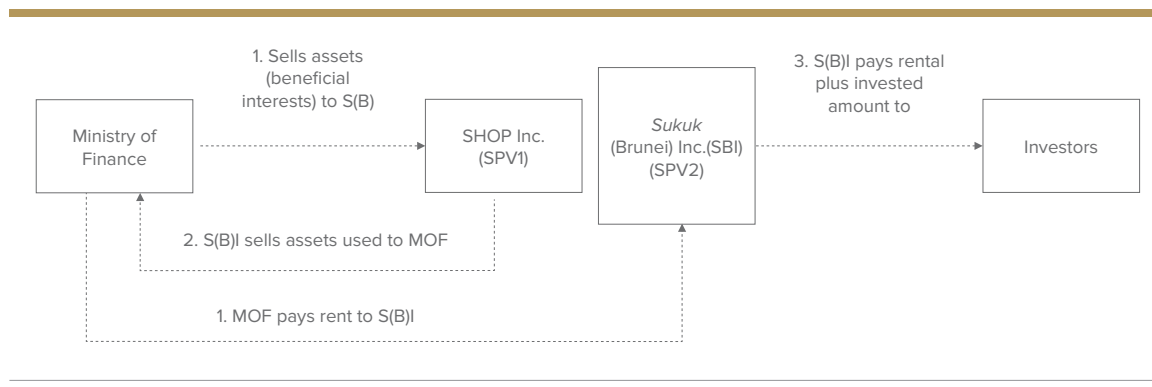 1. Sells assets
(beneficial
interests) to S(B)
3. S(B)I pays rental
plus invested
amount to
Ministry of
Finance
SHOP Inc.
(SPV1)
Sukuk
(Brunei) Inc.(SBI)
(SPV2)
Investors
2. S(B)I sells assets used to MOF
1. MOF pays rent to S(B)I